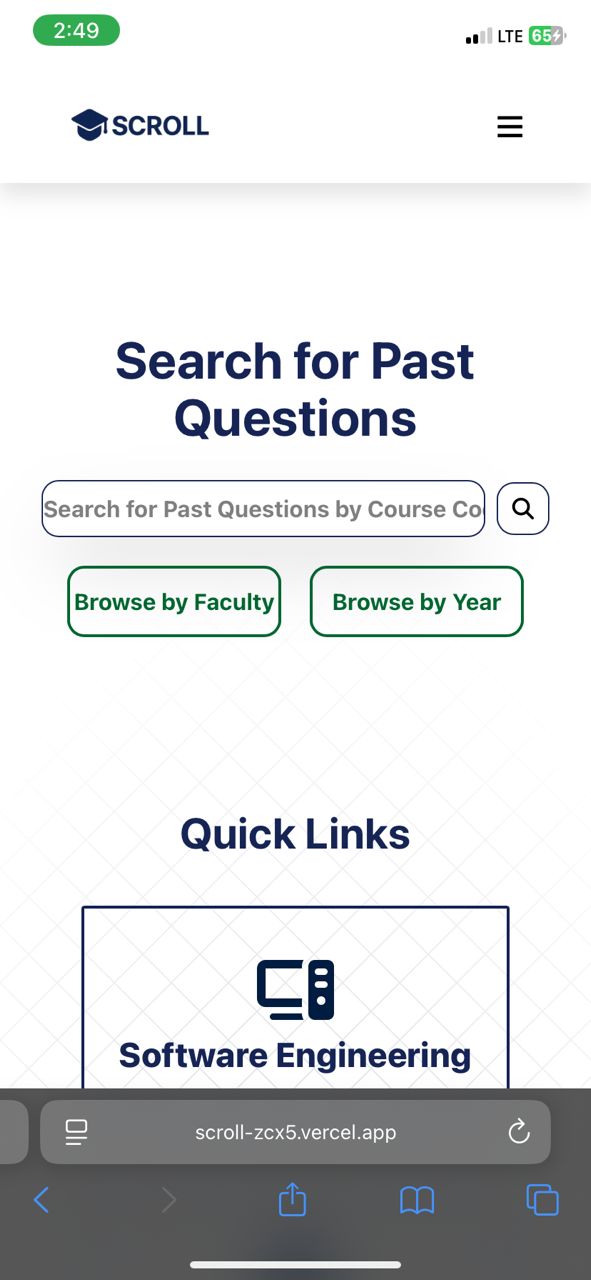 2:49
LTE 65
SCROLL
Search for Past
Questions
Search for Past Questions by Course Co
Browse by Faculty
Browse by Year
Quick Links
Software Engineering
scroll-zcx5.vercel.app